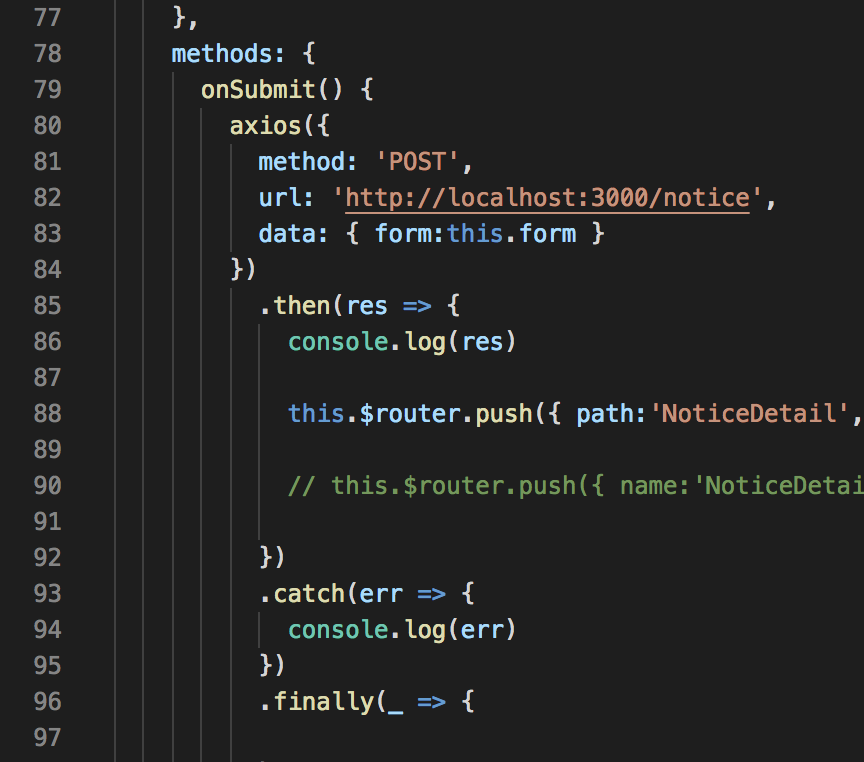 77 },
78 methods: {
79 onSubmit() {
80 axios({
81 method: 'POST',
82 url: 'http://localhost:3000/notice',
83 data: { form:this.form }
84 })
85 .then(res => {
86 console.log(res)
87
88 this.$router.push({ path:'NoticeDetail',
89
90 // this.$router.push({ name:'NoticeDetai
91
92 })
93 .catch(err => {
94 console.log(err)
95 })
96 .finally(_ => {
97